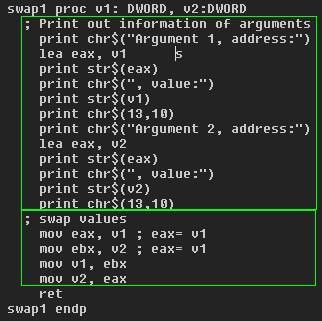 swap1 proc v1: DWORD, v2:DWORD
; Print out information of arguments
print chr$("Argument 1, address:")
lea eax, v1 s
print str$(eax)
print chr$(", value:")
print str$(v1)
print chr$(13,10)
print chr$("Argument 2, address:")
lea eax, v2
print str$(eax)
print chr$(", value:")
print str$(v2)
print chr$(13,10)
; swap values
mov eax, v1 ; eax= v1
mov ebx, v2 ; eax= v1
mov v1, ebx
mov v2, eax
ret
swap1 endp